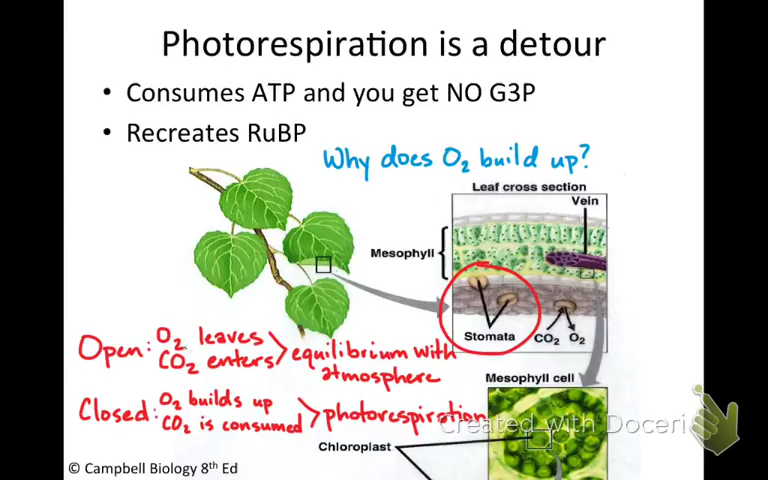 Photorespiration is a detour
• Consumes ATP and you get NO G3P
• Recreates RuBP
Why does O₂ build up?
Leaf cross section
Vein
Mesophyll
Stomata
CO₂ O₂
Open: O₂ leaves
CO₂ enters > equilibrium with
atmosphere
Mesophyll cell
Closed: O₂ builds up
CO₂ is consumed > photorespiration
Created with Doceri
Chloroplast
© Campbell Biology 8th Ed